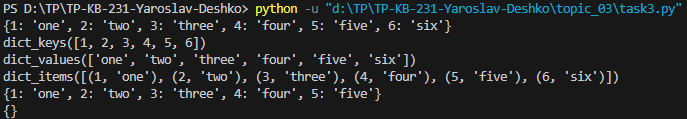 PS D:\TP\TP-KB-231-Yaroslav-Deshko> python -u "d:\TP\TP-KB-231-Yaroslav-Deshko\topic_03\task3.py"
{1: 'one', 2: 'two', 3: 'three', 4: 'four', 5: 'five', 6: 'six'}
dict_keys([1, 2, 3, 4, 5, 6])
dict_values(['one', 'two', 'three', 'four', 'five', 'six'])
dict_items([(1, 'one'), (2, 'two'), (3, 'three'), (4, 'four'), (5, 'five'), (6, 'six')])
{1: 'one', 2: 'two', 3: 'three', 4: 'four', 5: 'five'}
{}